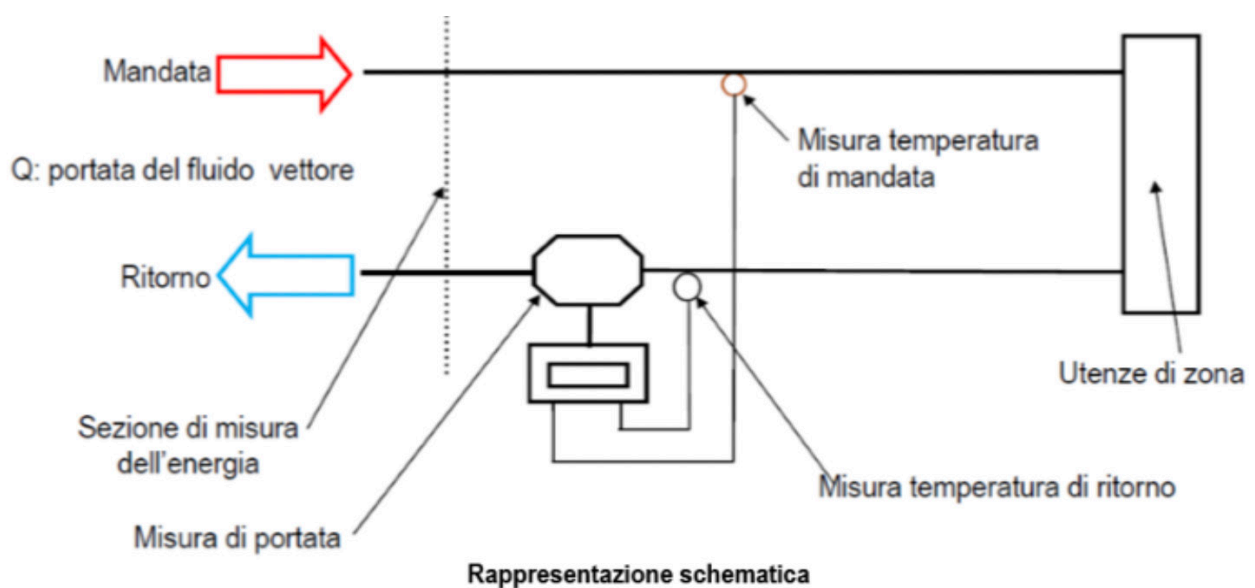 Mandata
Misura temperatura
di mandata
Q: portata del fluido vettore
Ritorno
Utenze di zona
Sezione di misura
dell'energia
Misura temperatura di ritorno
Misura di portata
Rappresentazione schematica